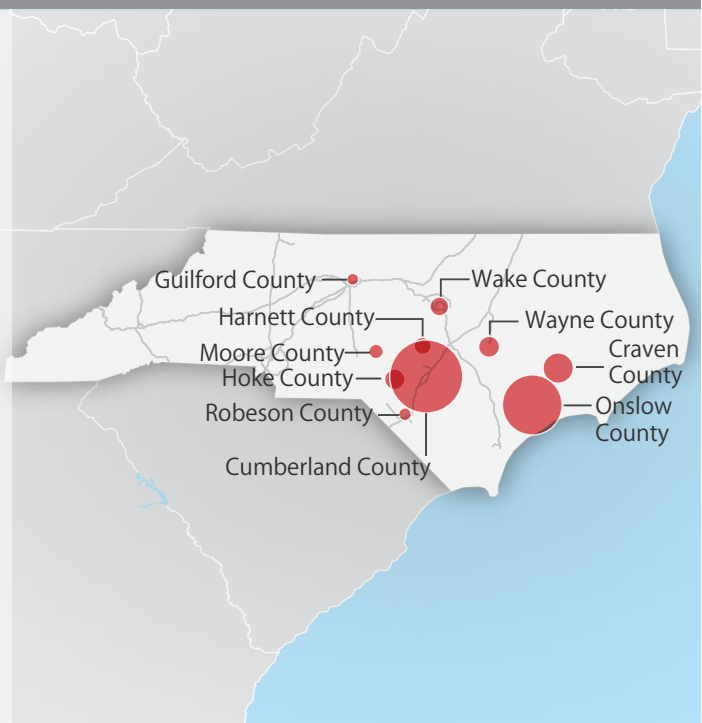 Guilford County
Wake County
Harnett County
Wayne County
Moore County
Craven
County
Hoke County
Onslow
County
Robeson County
Cumberland County